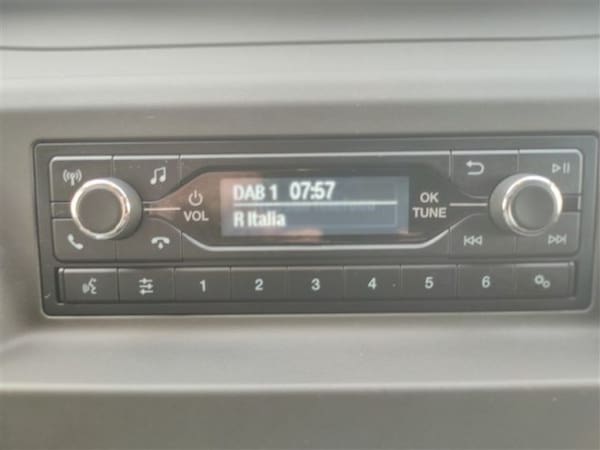 DAB 1 07:57
R Italia
VOL
OK
TUNE
1 2 3 4 5 6